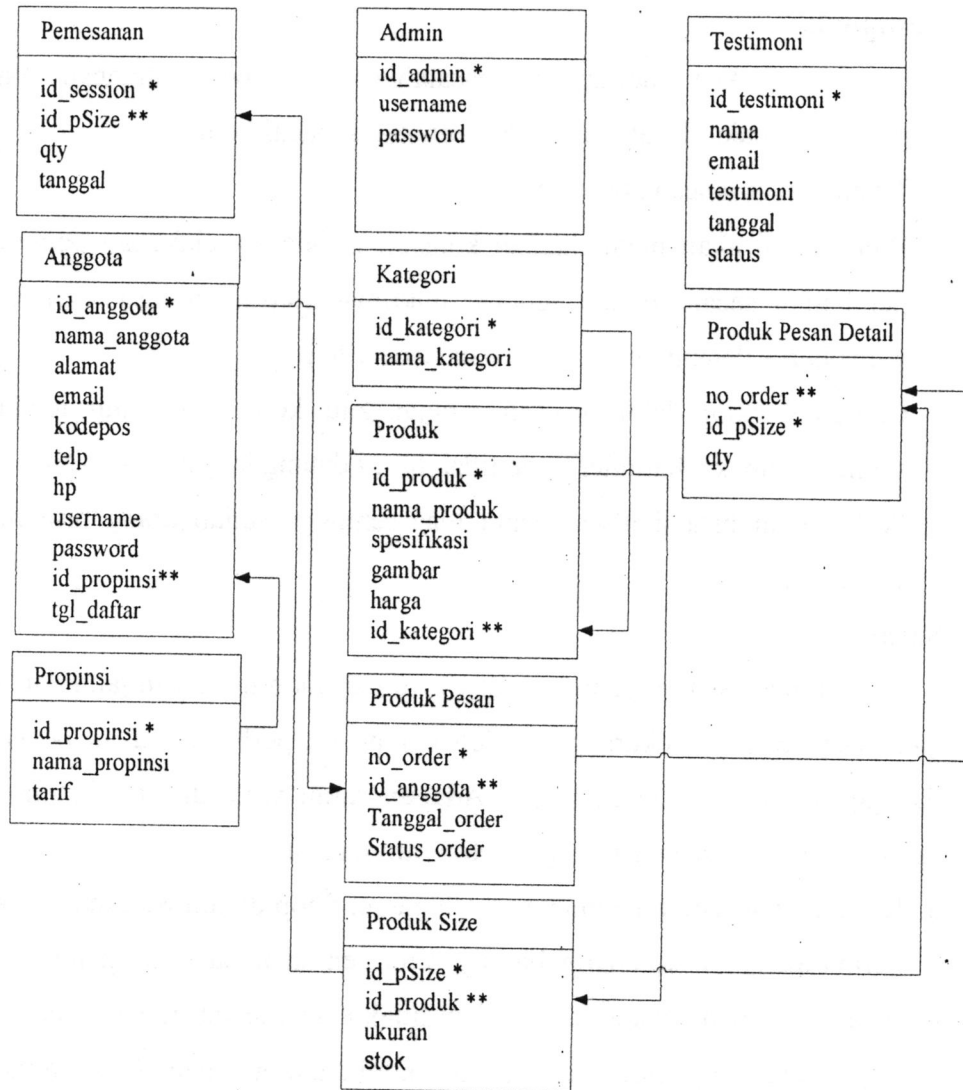 Pemesanan
id_session *
id_pSize **
qty
tanggal
Admin
id_admin *
username
password
Testimoni
id_testimoni *
nama
email
testimoni
tanggal
status
Anggota
id_anggota *
nama_anggota
alamat
email
kodepos
telp
hp
username
password
id_propinsi**
tgl_daftar
Kategori
id_kategori *
nama_kategori
Produk Pesan Detail
no_order **
id_pSize *
qty
Produk
id_produk *
nama_produk
spesifikasi
gambar
harga
id_kategori **
Propinsi
id_propinsi *
nama_propinsi
tarif
Produk Pesan
no_order *
id_anggota **
Tanggal_order
Status_order
Produk Size
id_pSize *
id_produk **
ukuran
stok